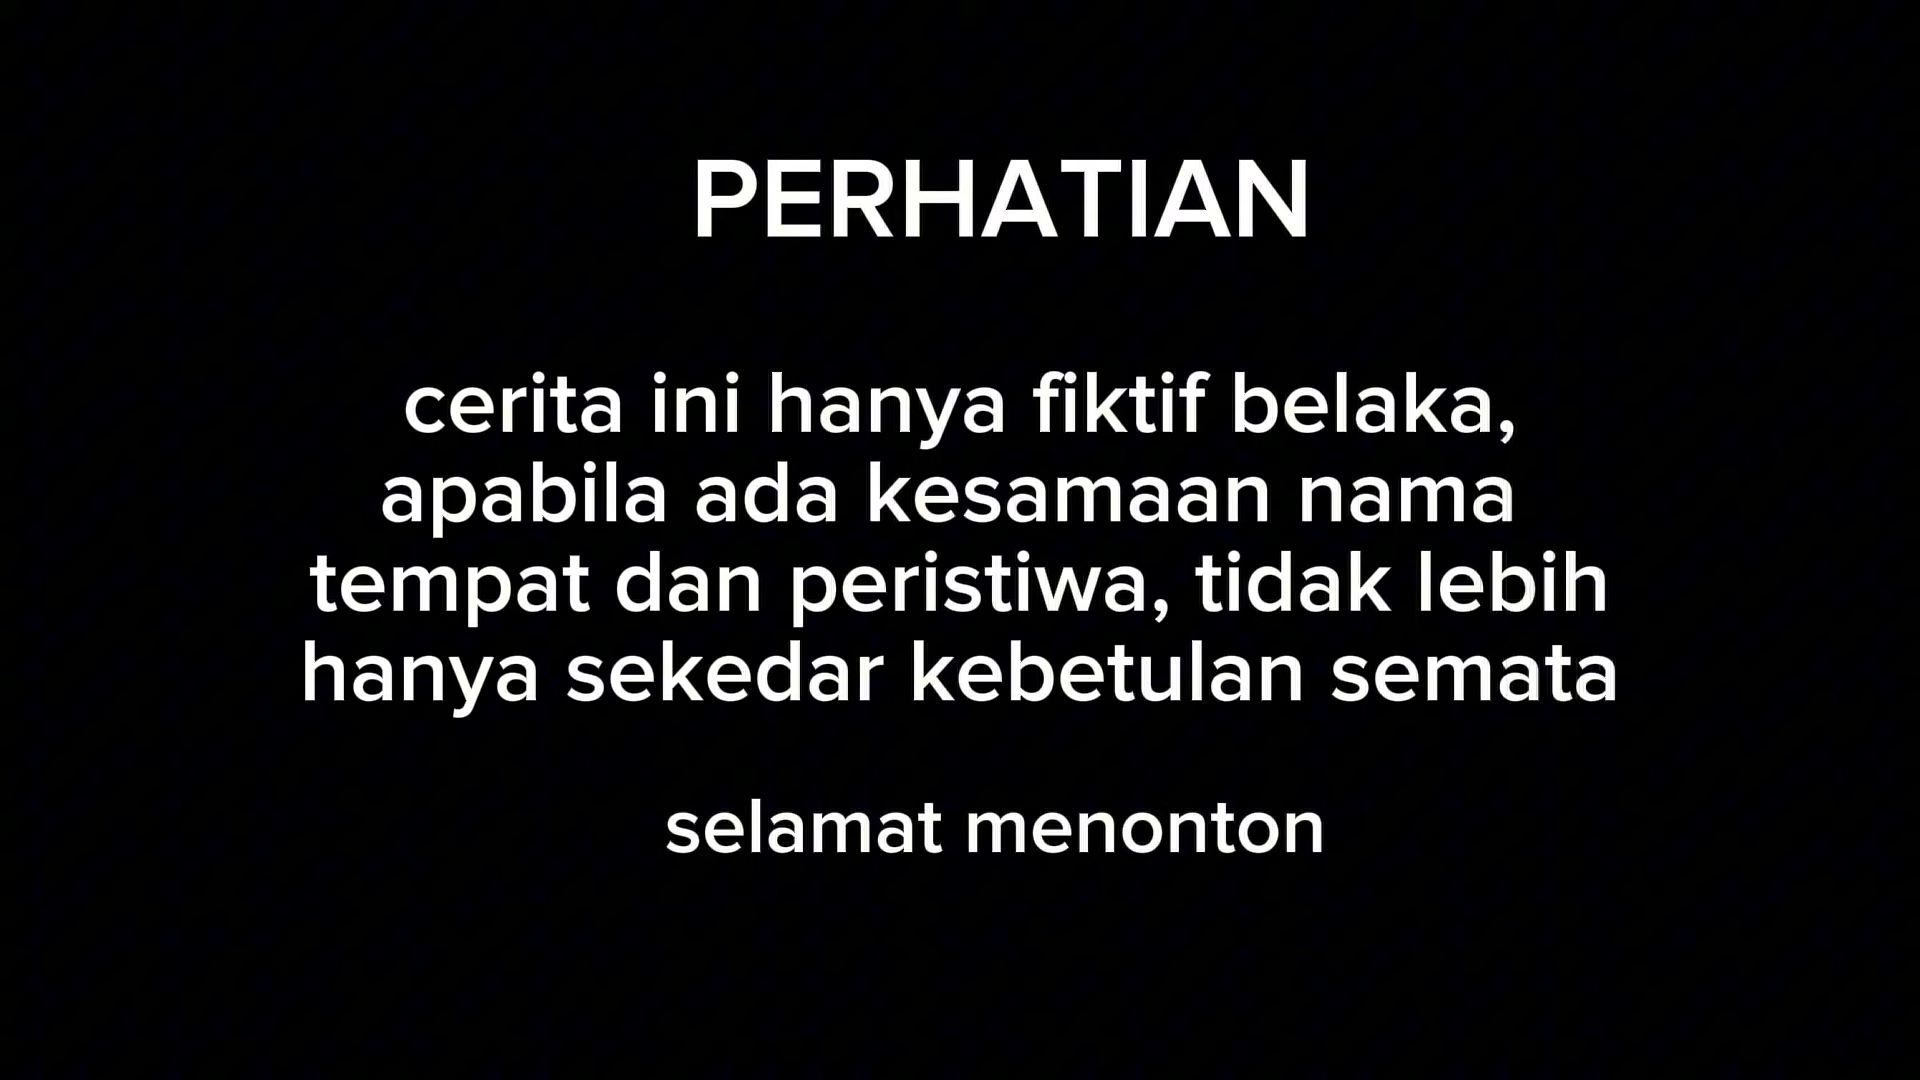 PERHATIAN
cerita ini hanya fiktif belaka,
apabila ada kesamaan nama
tempat dan peristiwa, tidak lebih
hanya sekedar kebetulan semata
selamat menonton